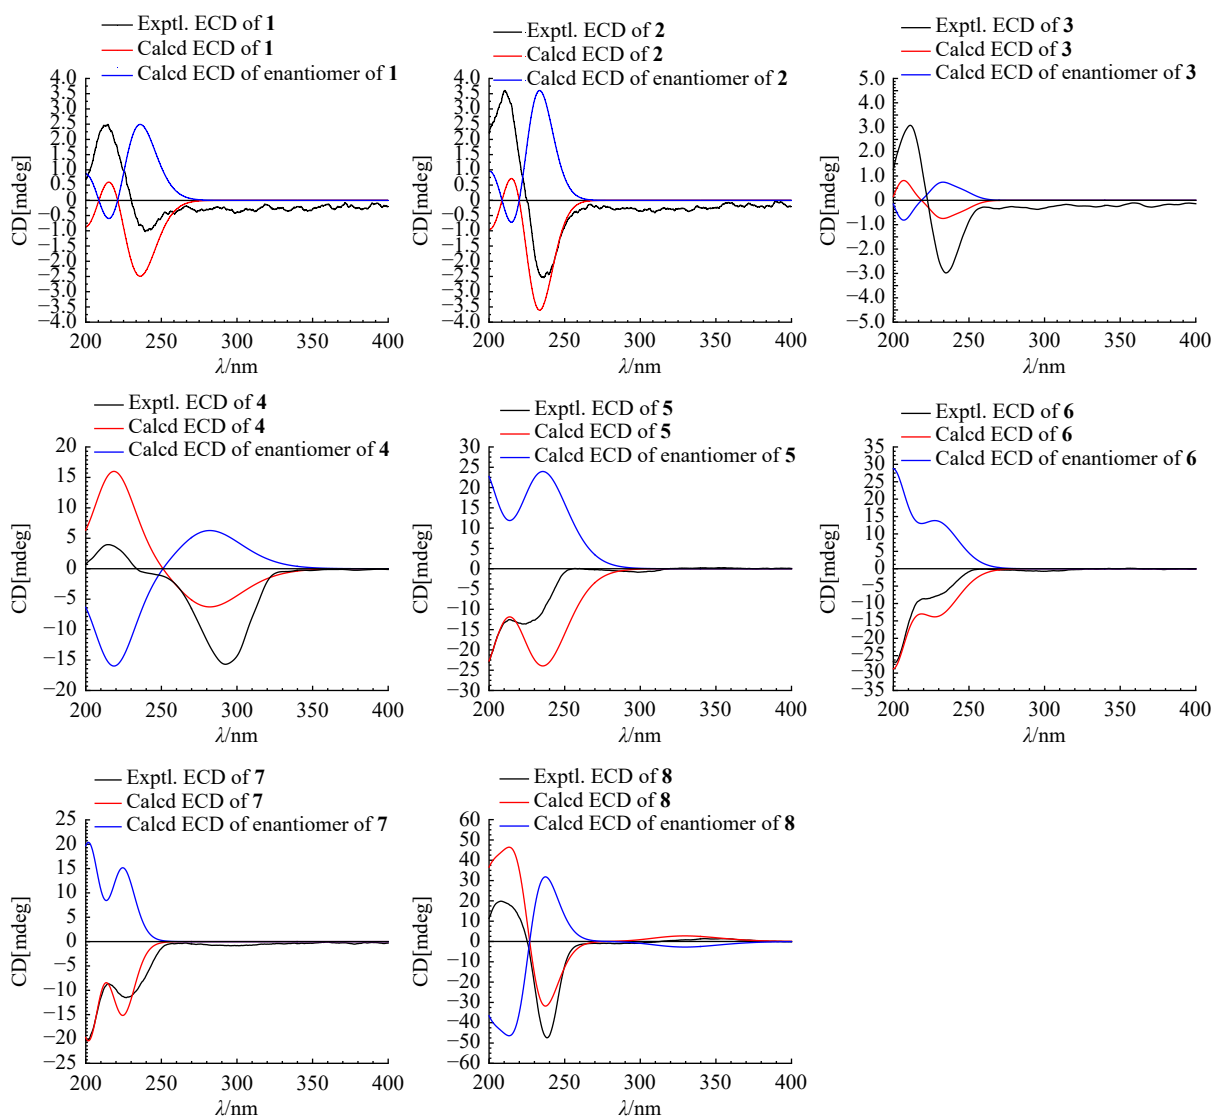 Exptl. ECD of 1
Calcd ECD of 1
Calcd ECD of enantiomer of 1
4.0
3.5
3.0
2.5
2.0
1.5
1.0
0.5
0
−0.5
−1.0
−1.5
−2.0
−2.5
−3.0
−3.5
−4.0
CD[mdeg]
200 250 300 350 400
λ/nm
Exptl. ECD of 2
Calcd ECD of 2
Calcd ECD of enantiomer of 2
4.0
3.5
3.0
2.5
2.0
1.5
1.0
0.5
0
−0.5
−1.0
−1.5
−2.0
−2.5
−3.0
−3.5
−4.0
CD[mdeg]
200 250 300 350 400
λ/nm
Exptl. ECD of 3
Calcd ECD of 3
Calcd ECD of enantiomer of 3
5.0
4.0
3.0
2.0
1.0
0
−1.0
−2.0
−3.0
−4.0
−5.0
CD[mdeg]
200 250 300 350 400
λ/nm
Exptl. ECD of 4
Calcd ECD of 4
Calcd ECD of enantiomer of 4
20
15
10
5
0
−5
−10
−15
−20
CD[mdeg]
200 250 300 350 400
λ/nm
Exptl. ECD of 5
Calcd ECD of 5
Calcd ECD of enantiomer of 5
30
25
20
15
10
5
0
−5
−10
−15
−20
−25
−30
CD[mdeg]
200 250 300 350 400
λ/nm
Exptl. ECD of 6
Calcd ECD of 6
Calcd ECD of enantiomer of 6
35
30
25
20
15
10
5
0
−5
−10
−15
−20
−25
−30
−35
CD[mdeg]
200 250 300 350 400
λ/nm
Exptl. ECD of 7
Calcd ECD of 7
Calcd ECD of enantiomer of 7
25
20
15
10
5
0
−5
−10
−15
−20
−25
CD[mdeg]
200 250 300 350 400
λ/nm
Exptl. ECD of 8
Calcd ECD of 8
Calcd ECD of enantiomer of 8
60
50
40
30
20
10
0
−10
−20
−30
−40
−50
−60
CD[mdeg]
200 250 300 350 400
λ/nm